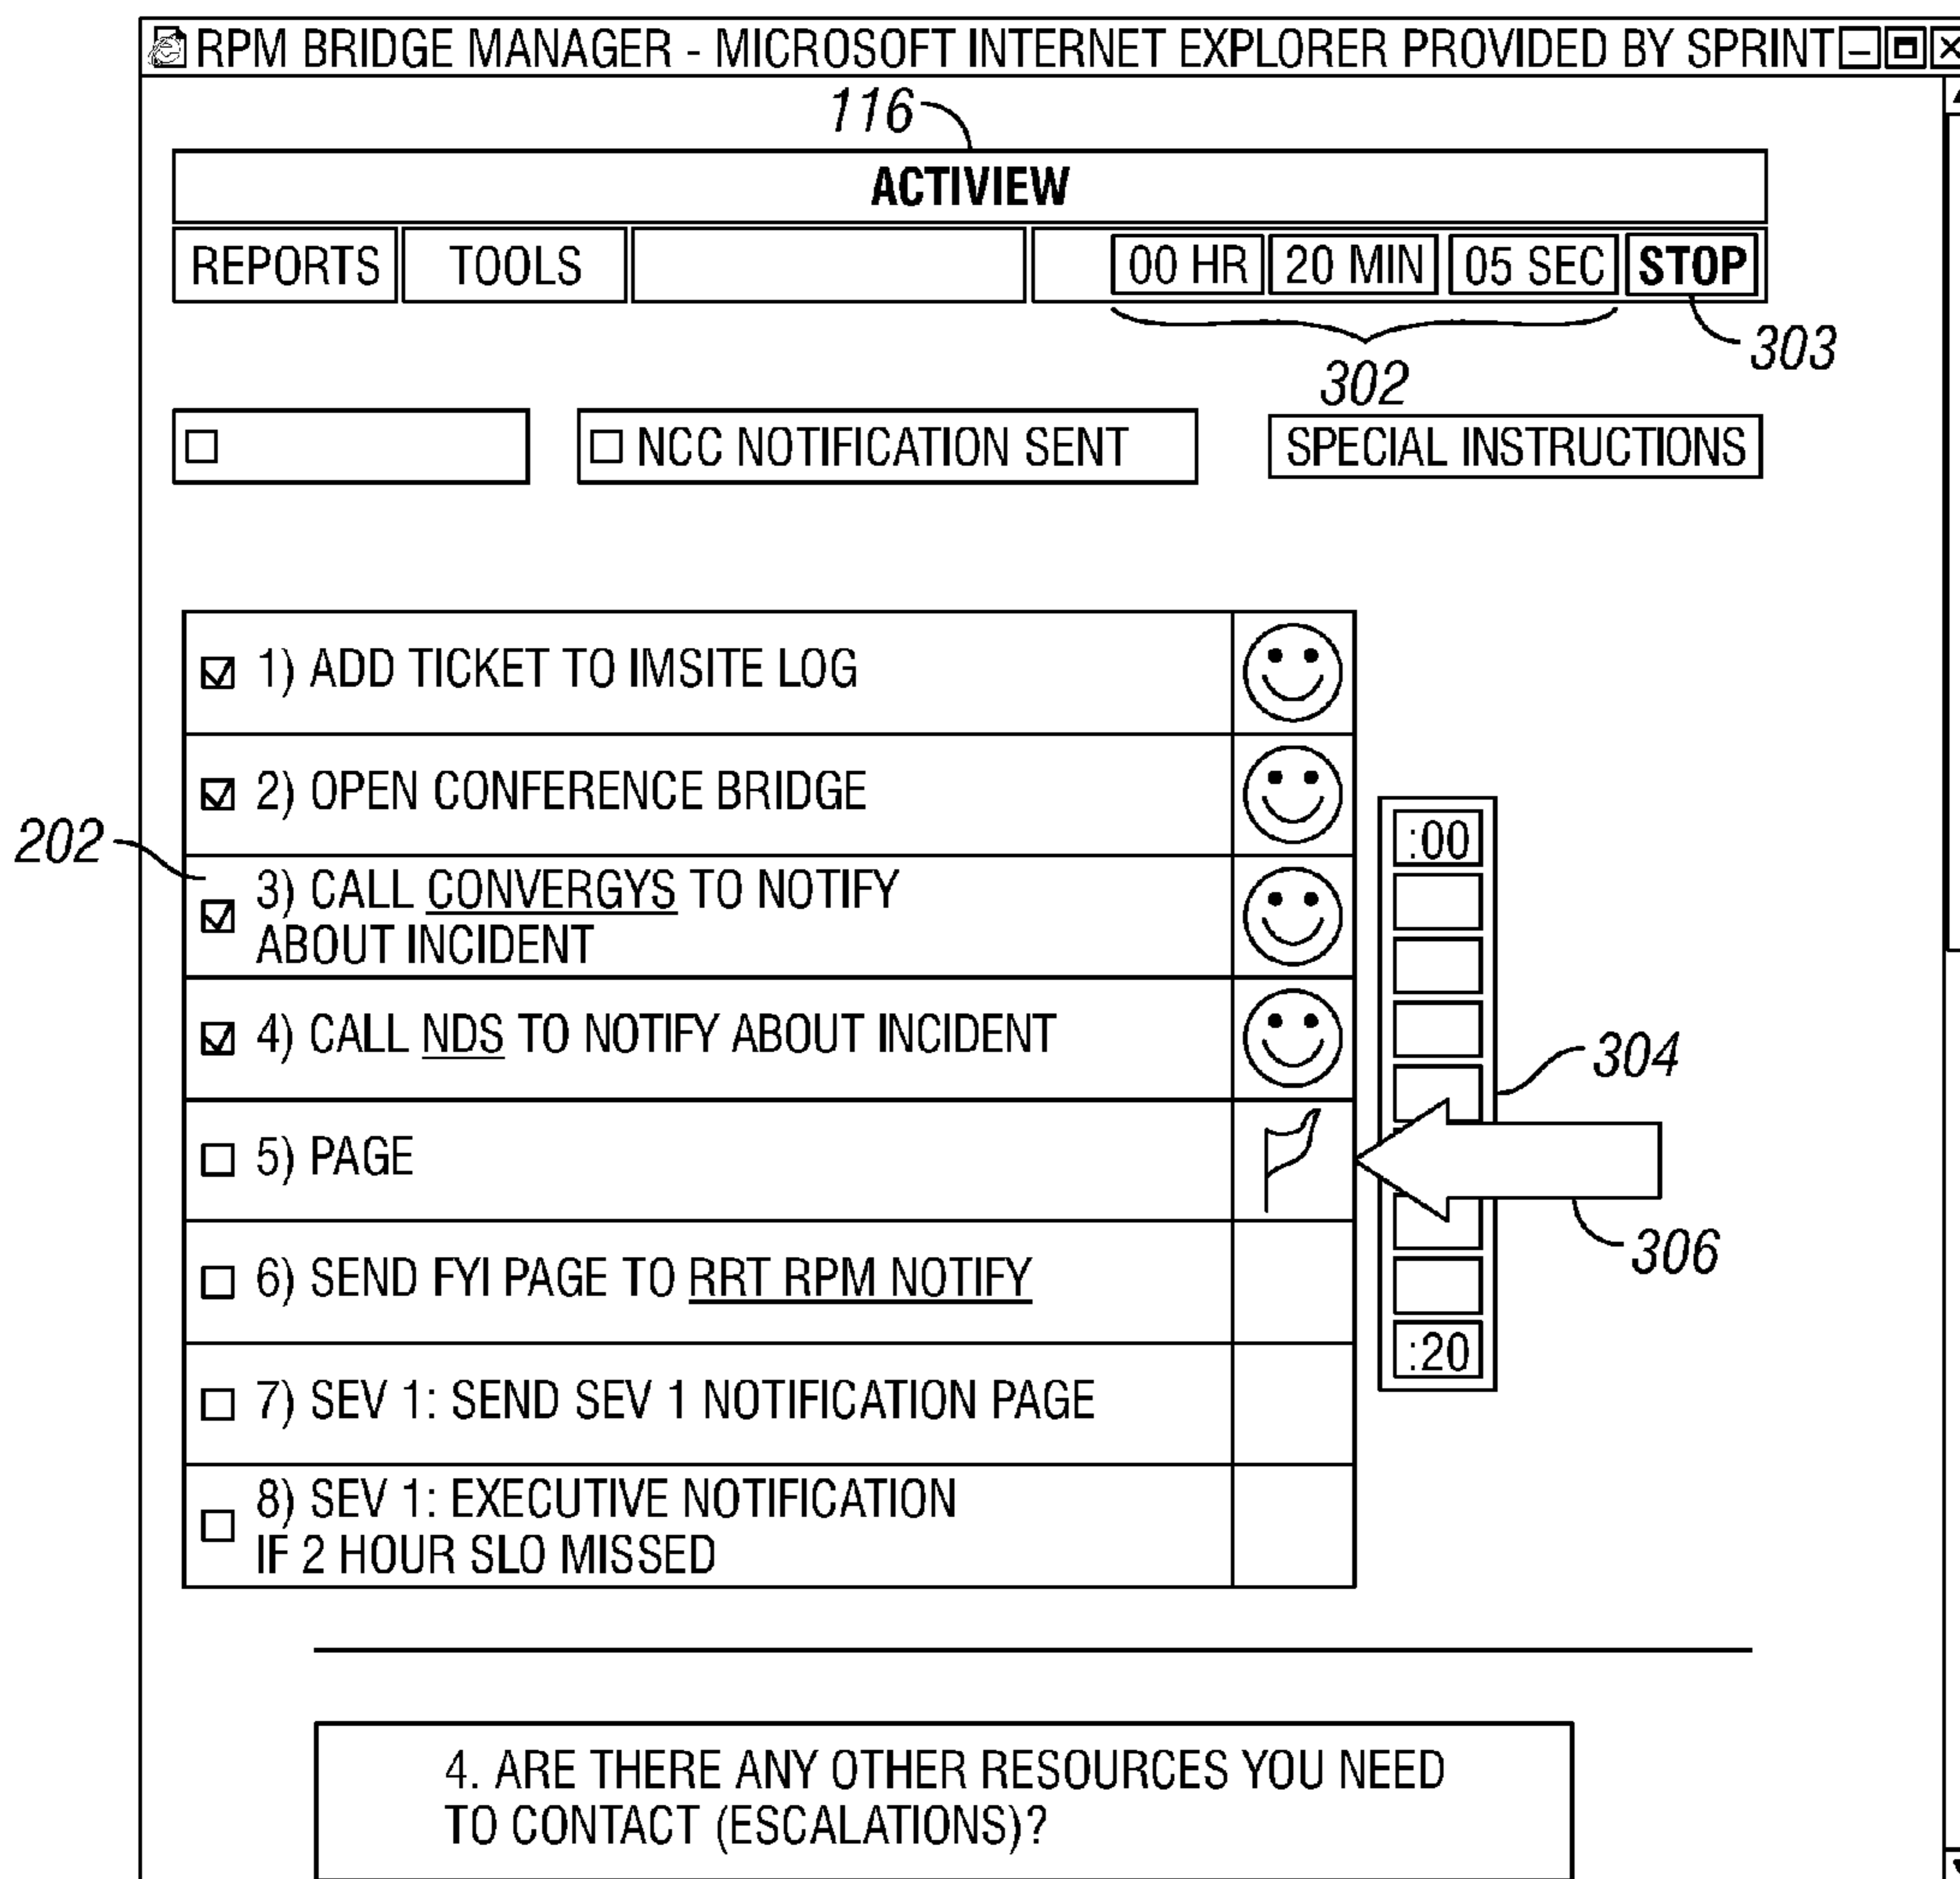 RPM BRIDGE MANAGER - MICROSOFT INTERNET EXPLORER PROVIDED BY SPRINT
116
ACTIVIEW
REPORTS TOOLS 00 HR 20 MIN 05 SEC STOP
303
302
NCC NOTIFICATION SENT SPECIAL INSTRUCTIONS
1) ADD TICKET TO IMSITE LOG
2) OPEN CONFERENCE BRIDGE
:00
202
3) CALL CONVERGYS TO NOTIFY
ABOUT INCIDENT
4) CALL NDS TO NOTIFY ABOUT INCIDENT
304
5) PAGE
306
6) SEND FYI PAGE TO RRT RPM NOTIFY
:20
7) SEV 1: SEND SEV 1 NOTIFICATION PAGE
8) SEV 1: EXECUTIVE NOTIFICATION
IF 2 HOUR SLO MISSED
4. ARE THERE ANY OTHER RESOURCES YOU NEED
TO CONTACT (ESCALATIONS)?